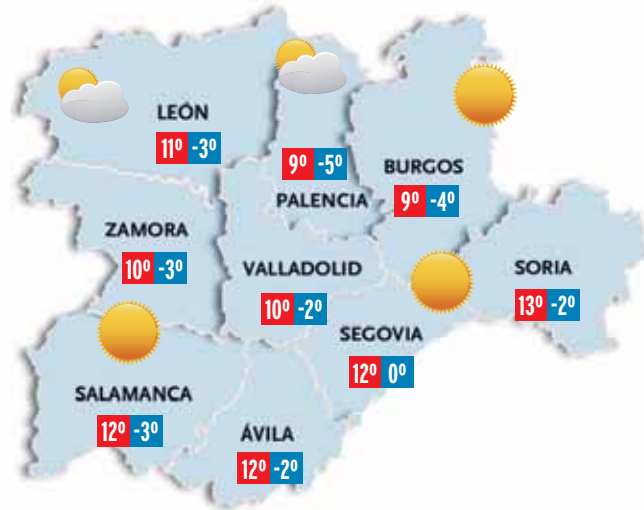 LEÓN
11º -3º
9º -5º
PALENCIA
BURGOS
9º -4º
ZAMORA
10º -3º
VALLADOLID
10º -2º
SORIA
13º -2º
SEGOVIA
12º 0º
SALAMANCA
12º -3º
ÁVILA
12º -2º